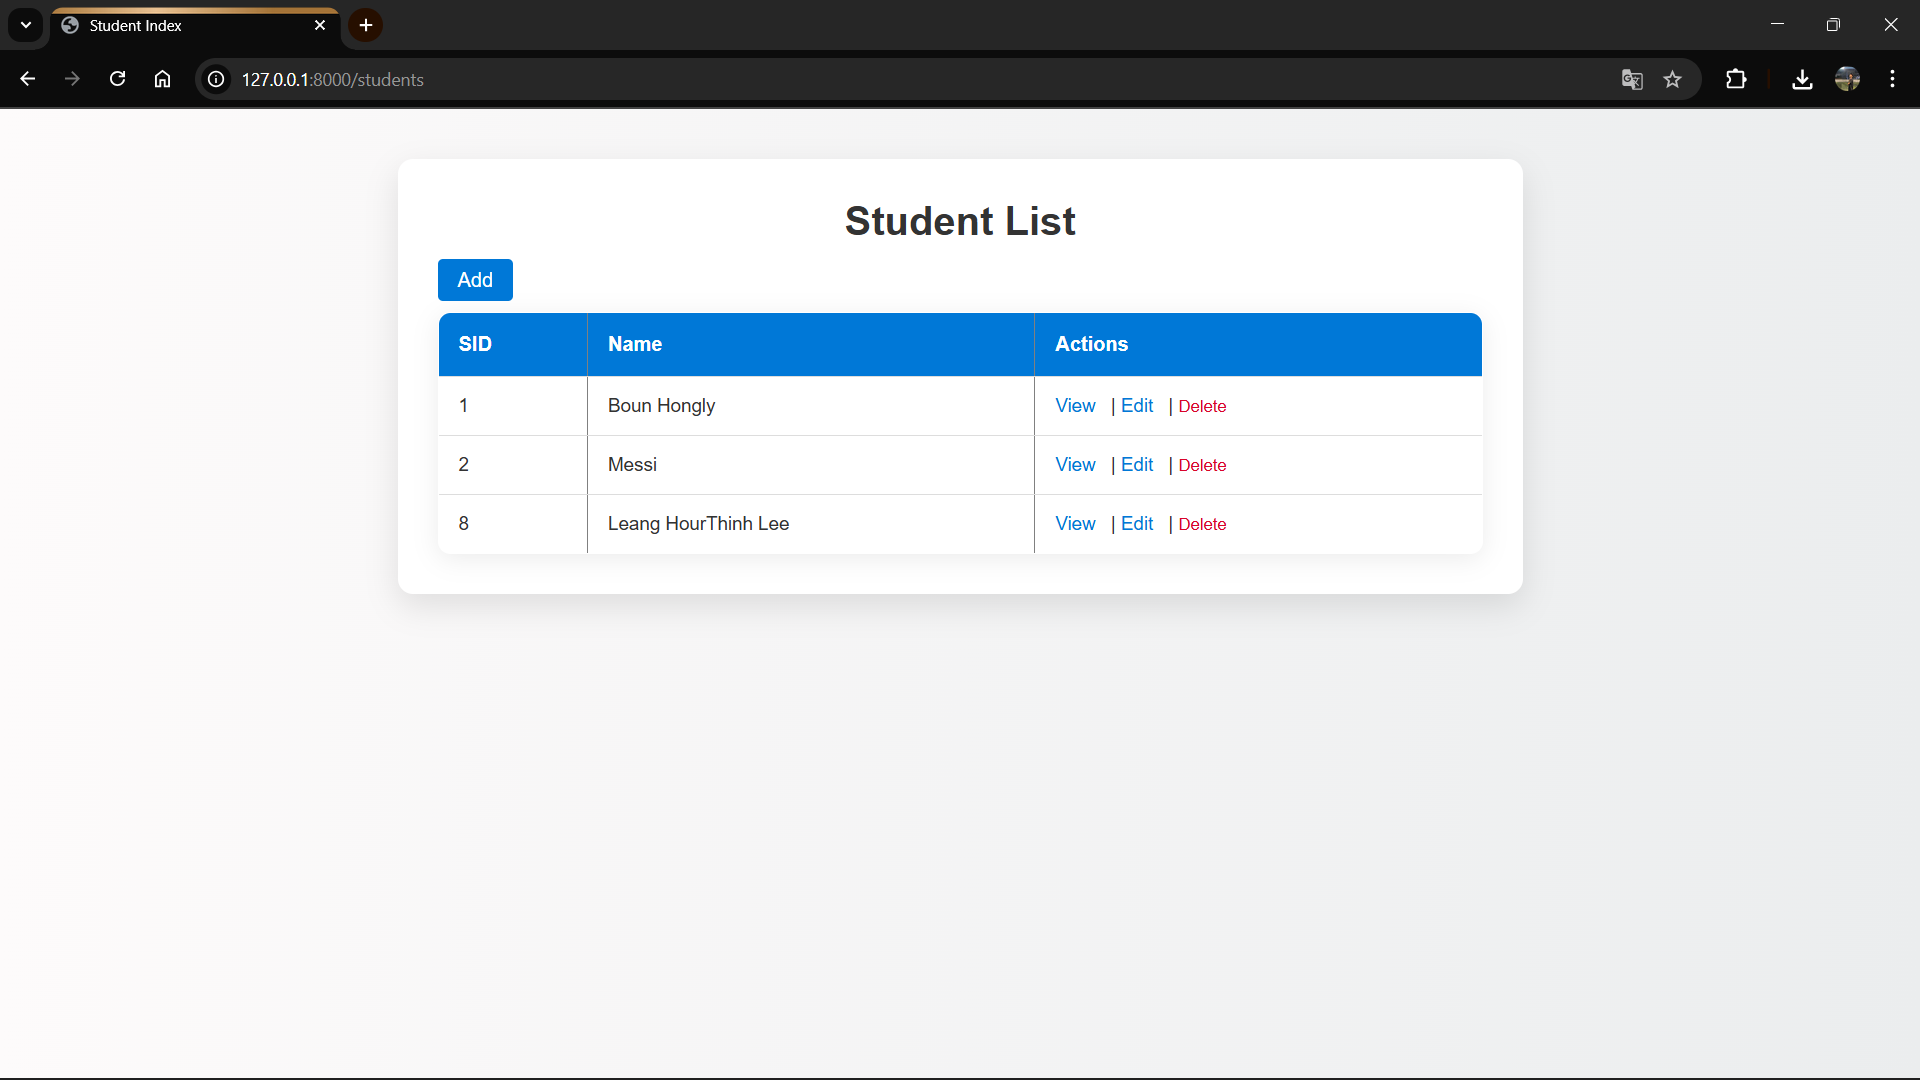 Student Index
127.0.0.1:8000/students
Student List
Add
SID Name Actions
1 Boun Hongly View | Edit | Delete
2 Messi View | Edit | Delete
8 Leang HourThinh Lee View | Edit | Delete